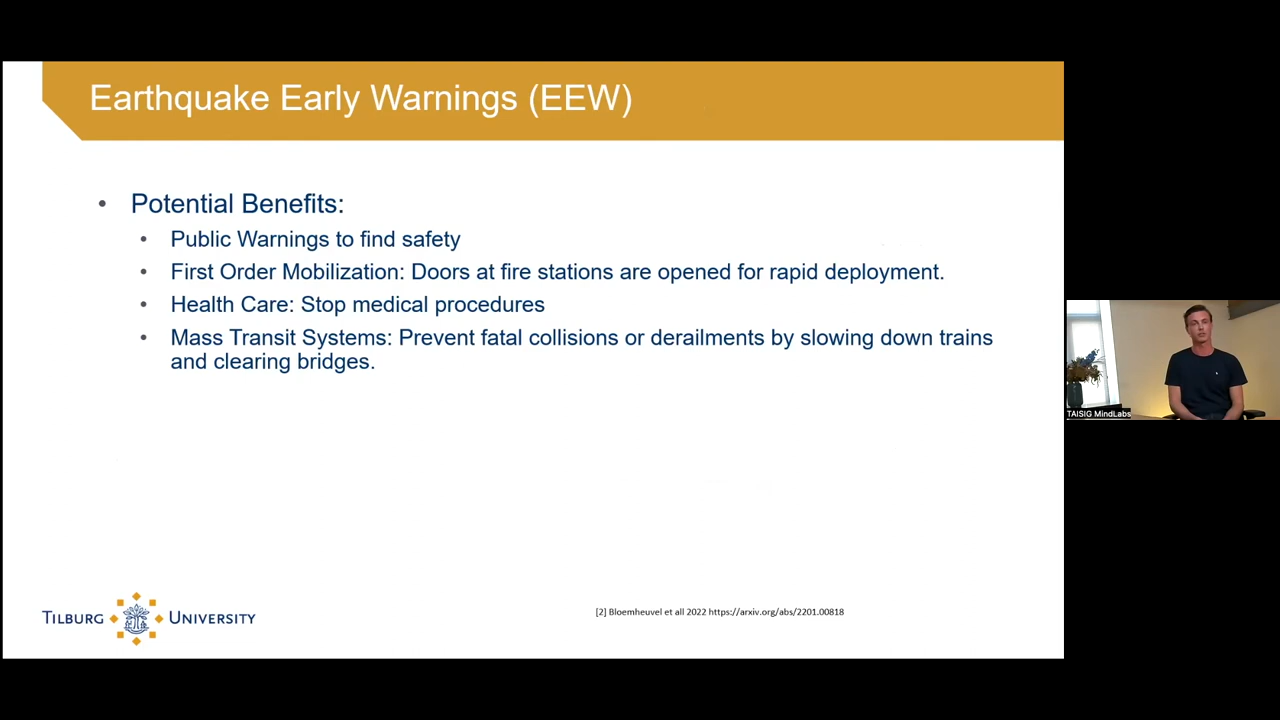 Earthquake Early Warnings (EEW)
• Potential Benefits:
• Public Warnings to find safety
• First Order Mobilization: Doors at fire stations are opened for rapid deployment.
• Health Care: Stop medical procedures
• Mass Transit Systems: Prevent fatal collisions or derailments by slowing down trains
and clearing bridges.
TAISIG MindLabs
[2] Bloemheuvel et all 2022 https://arxiv.org/abs/2201.00818
TILBURG UNIVERSITY